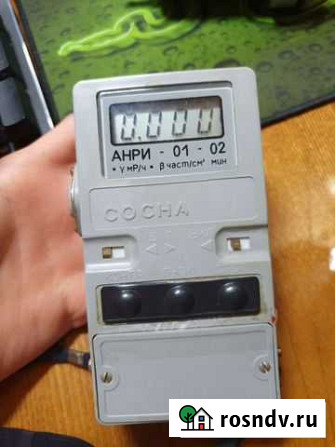 0.000
АНРИ - 01 - 02
• γ мР/ч • β част/см² мин
СОСНА
rosndv.ru